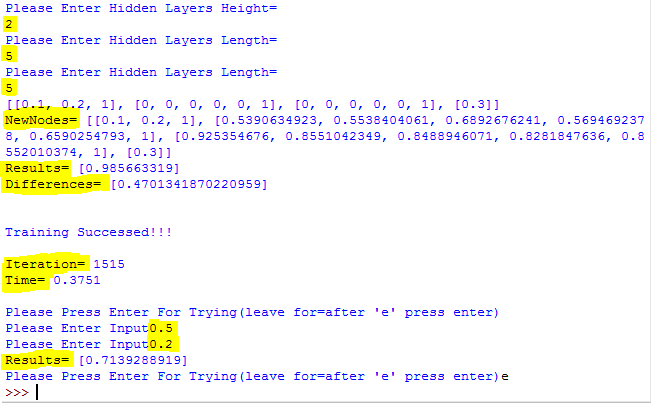 Please Enter Hidden Layers Height=
2
Please Enter Hidden Layers Length=
5
Please Enter Hidden Layers Length=
5
[[0.1, 0.2, 1], [0, 0, 0, 0, 0, 1], [0, 0, 0, 0, 0, 1], [0.3]]
NewNodes= [[0.1, 0.2, 1], [0.5390634923, 0.5538404061, 0.6892676241, 0.569469237
8, 0.6590254793, 1], [0.925354676, 0.8551042349, 0.8488946071, 0.8281847636, 0.8
552010374, 1], [0.3]]
Results= [0.985663319]
Differences= [0.4701341870220959]
Training Successed!!!
Iteration= 1515
Time= 0.3751
Please Press Enter For Trying(leave for=after 'e' press enter)
Please Enter Input0.5
Please Enter Input0.2
Results= [0.7139288919]
Please Press Enter For Trying(leave for=after 'e' press enter)e
>>>